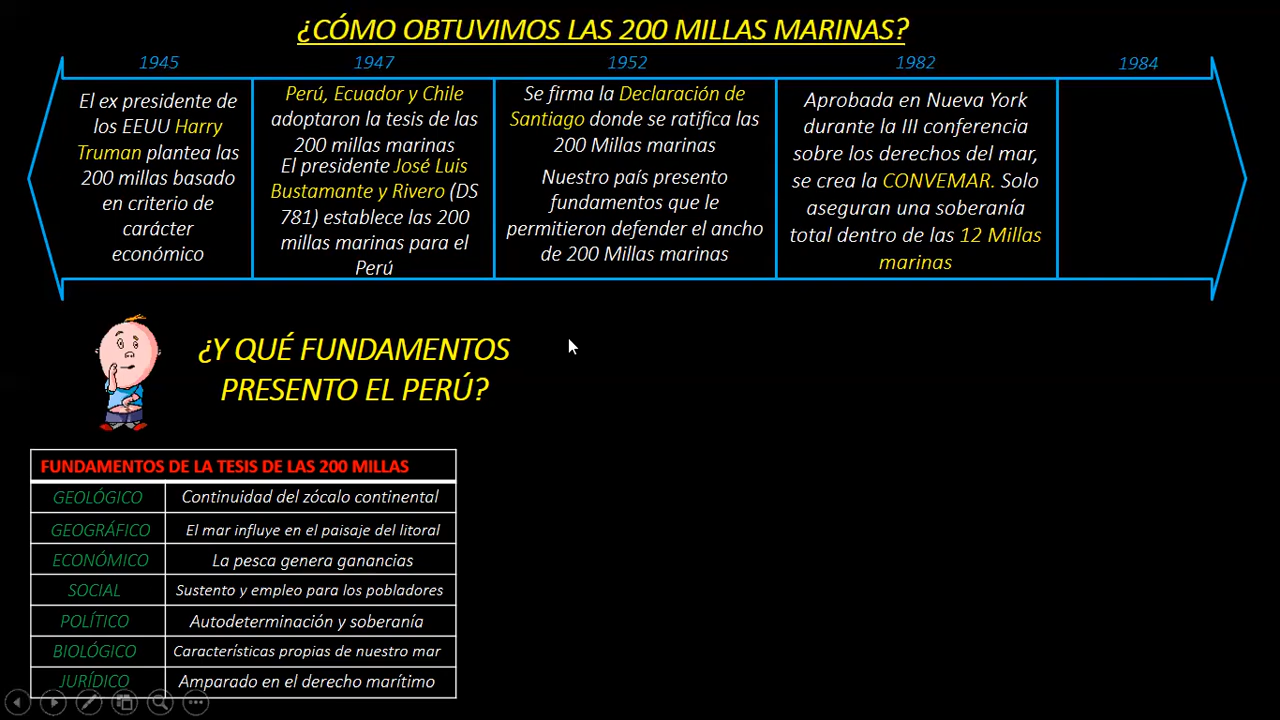 ¿CÓMO OBTUVIMOS LAS 200 MILLAS MARINAS?
1945
1947
1952
1982
1984
El ex presidente de
los EEUU Harry
Truman plantea las
200 millas basado
en criterio de
carácter
económico
Perú, Ecuador y Chile
adoptaron la tesis de las
200 millas marinas
El presidente José Luis
Bustamante y Rivero (DS
781) establece las 200
millas marinas para el
Perú
Se firma la Declaración de
Santiago donde se ratifica las
200 Millas marinas
Nuestro país presento
fundamentos que le
permitieron defender el ancho
de 200 Millas marinas
Aprobada en Nueva York
durante la III conferencia
sobre los derechos del mar,
se crea la CONVEMAR. Solo
aseguran una soberanía
total dentro de las 12 Millas
marinas
¿Y QUÉ FUNDAMENTOS
PRESENTO EL PERÚ?
FUNDAMENTOS DE LA TESIS DE LAS 200 MILLAS
GEOLÓGICO Continuidad del zócalo continental
GEOGRÁFICO El mar influye en el paisaje del litoral
ECONÓMICO La pesca genera ganancias
SOCIAL Sustento y empleo para los pobladores
POLÍTICO Autodeterminación y soberanía
BIOLÓGICO Características propias de nuestro mar
JURÍDICO Amparado en el derecho marítimo